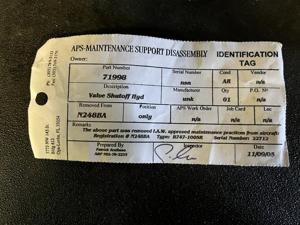 APS-MAINTENANCE SUPPORT DISASSEMBLY IDENTIFICATION TAG
Owner:
Part Number Serial Number Cond Vendor
71998 nsn AR n/a
Description Model Qty P.O. Nº
Valve Shutoff Hyd unk 01 n/a
Removed From Position APS Work Order Job Card Lot
N248BA only n/a n/a n/a
Remarks
The above part was removed I.A.W. approved maintenance practices from aircraft
Registration # N248BA Type: B747-100SR Serial Number: 22712
Prepared By Inspector Date
11/09/05